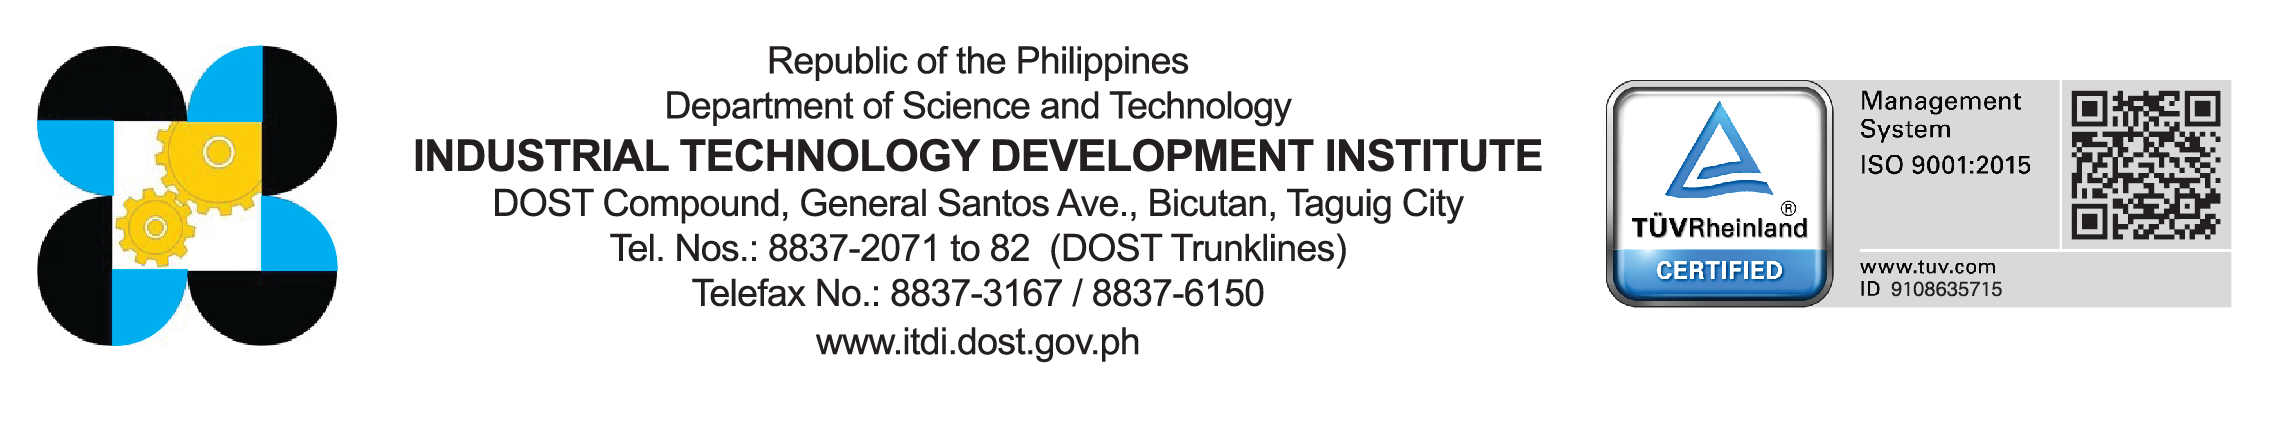 Republic of the Philippines
Department of Science and Technology
INDUSTRIAL TECHNOLOGY DEVELOPMENT INSTITUTE
DOST Compound, General Santos Ave., Bicutan, Taguig City
Tel. Nos.: 8837-2071 to 82 (DOST Trunklines)
Telefax No.: 8837-3167 / 8837-6150
www.itdi.dost.gov.ph
TÜVRheinland®
CERTIFIED
Management
System
ISO 9001:2015
www.tuv.com
ID 9108635715